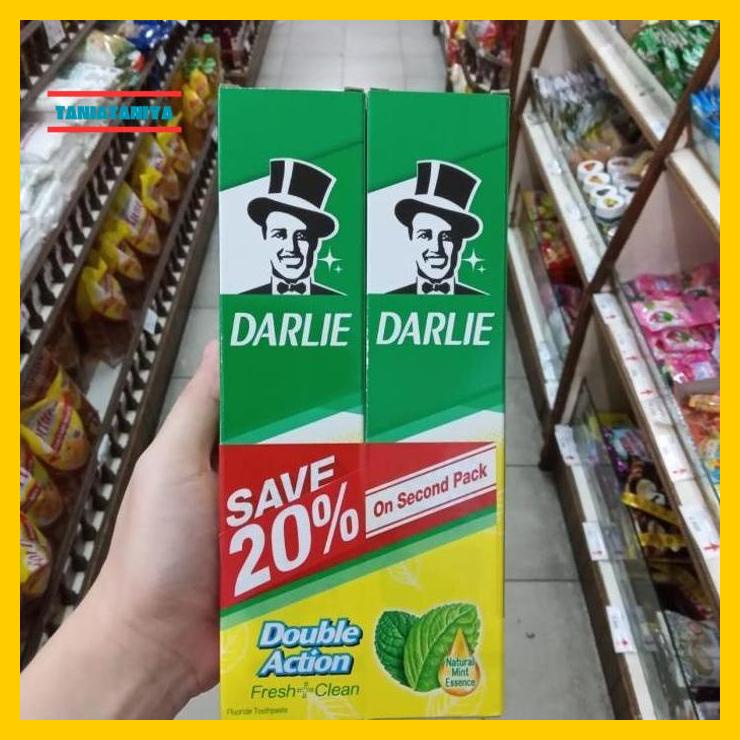 TANIATANIYA
DARLIE
DARLIE
SAVE
20%
On Second Pack
Double
Action
Fresh+Clean
Natural
Mint
Essence
Fluoride Toothpaste